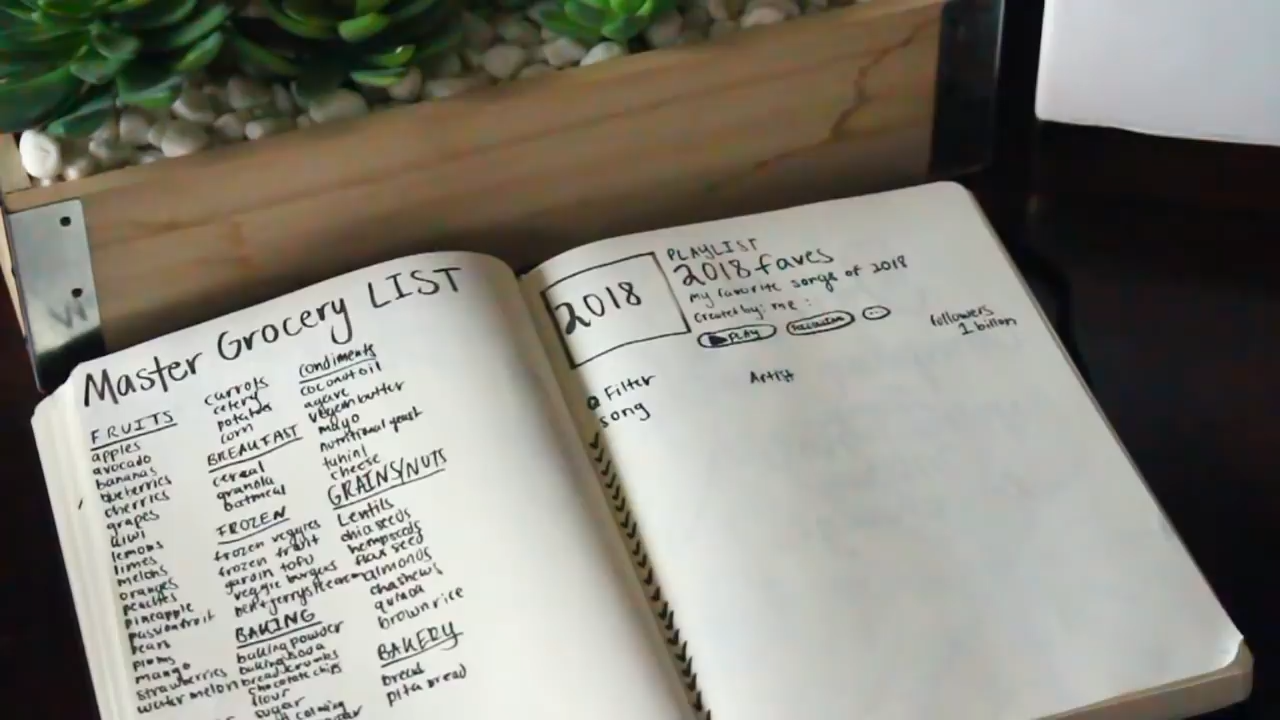 Master Grocery LIST
FRUITS
apples
avocado
bananas
blueberries
cherries
grapes
kiwi
lemons
limes
melons
oranges
peaches
pineapple
passionfruit
pears
plums
mango
strawberries
watermelon
carrots
celery
potatoes
corn
BREAKFAST
cereal
granola
oatmeal
FROZEN
frozen veggies
frozen fruit
gardin tofu
veggie burgers
ben+jerrys icecream
BAKING
baking powder
baking soda
breadcrumbs
chocolate chips
flour
sugar
condiments
coconut oil
agave
vegan butter
mayo
nutritional yeast
tahini
cheese
GRAINS/NUTS
Lentils
chia seeds
hempseeds
flax seed
almonds
chashews
quinoa
brown rice
BAKERY
bread
pita bread
2018
PLAYLIST
2018 faves
My favorite songs of 2018
Created by: me :
PLAY
followers
1 billion
Filter
Artist
song